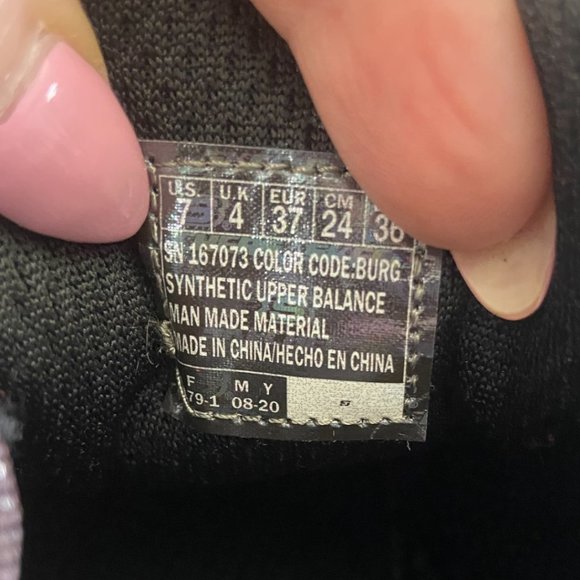 U.S. U.K EUR CM
7 4 37 24 36
SN 167073 COLOR CODE:BURG
SYNTHETIC UPPER BALANCE
MAN MADE MATERIAL
MADE IN CHINA/HECHO EN CHINA
F M Y
79-1 08-20